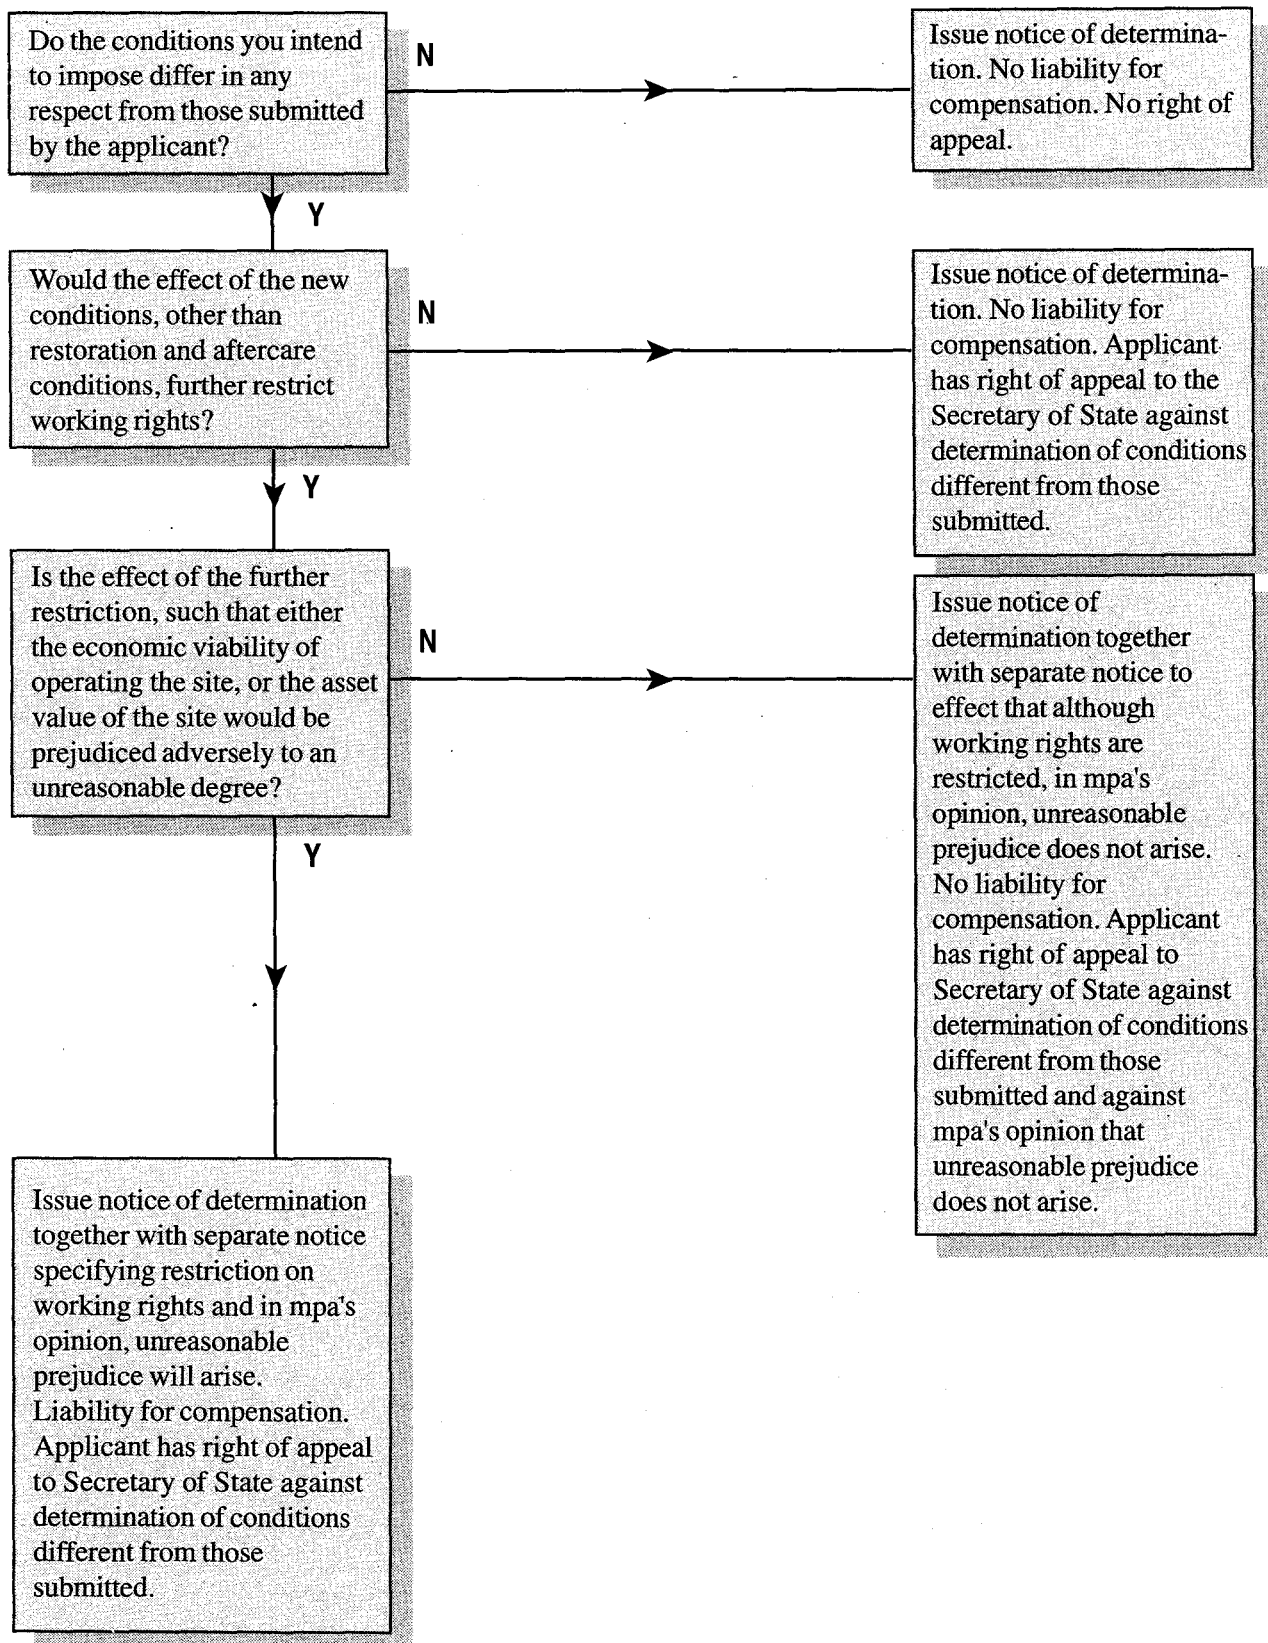 Do the conditions you intend
to impose differ in any
respect from those submitted
by the applicant?
N
Issue notice of determina-
tion. No liability for
compensation. No right of
appeal.
Y
Would the effect of the new
conditions, other than
restoration and aftercare
conditions, further restrict
working rights?
N
Issue notice of determina-
tion. No liability for
compensation. Applicant
has right of appeal to the
Secretary of State against
determination of conditions
different from those
submitted.
Y
Is the effect of the further
restriction, such that either
the economic viability of
operating the site, or the asset
value of the site would be
prejudiced adversely to an
unreasonable degree?
N
Issue notice of
determination together
with separate notice to
effect that although
working rights are
restricted, in mpa's
opinion, unreasonable
prejudice does not arise.
No liability for
compensation. Applicant
has right of appeal to
Secretary of State against
determination of conditions
different from those
submitted and against
mpa's opinion that
unreasonable prejudice
does not arise.
Y
Issue notice of determination
together with separate notice
specifying restriction on
working rights and in mpa's
opinion, unreasonable
prejudice will arise.
Liability for compensation.
Applicant has right of appeal
to Secretary of State against
determination of conditions
different from those
submitted.